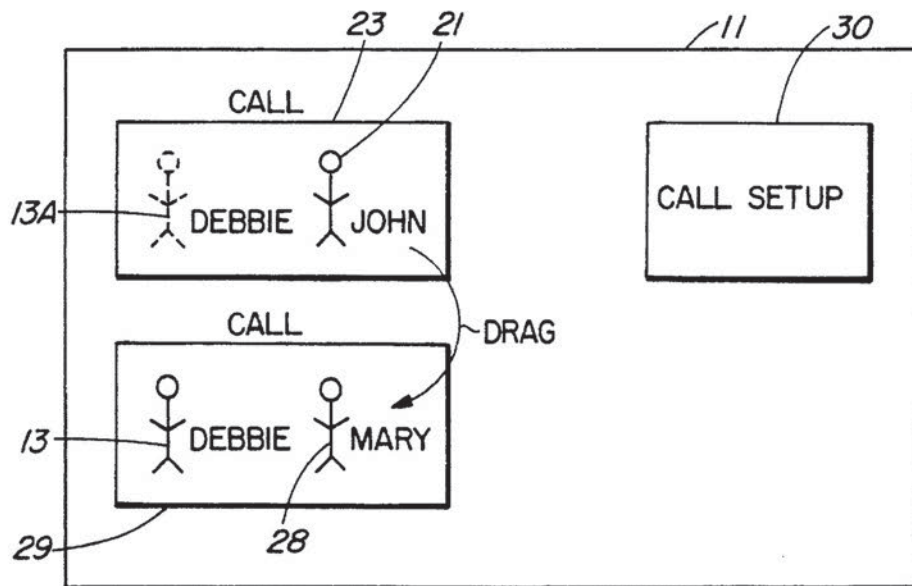 23 21 11 30
CALL
13A DEBBIE JOHN
CALL SETUP
DRAG
CALL
13 DEBBIE MARY
29 28